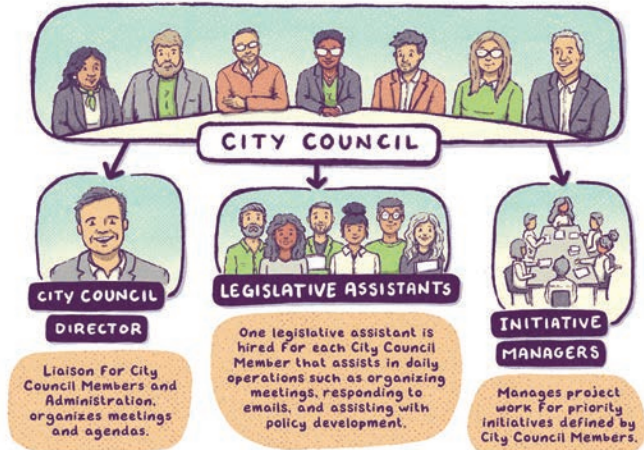 CITY COUNCIL
CITY COUNCIL
DIRECTOR
Liaison for City
Council Members and
Administration,
organizes meetings
and agendas.
LEGISLATIVE ASSISTANTS
One legislative assistant is
hired for each City Council
Member that assists in daily
operations such as organizing
meetings, responding to
emails, and assisting with
policy development.
INITIATIVE
MANAGERS
Manages project
work for priority
initiatives defined by
City Council Members.